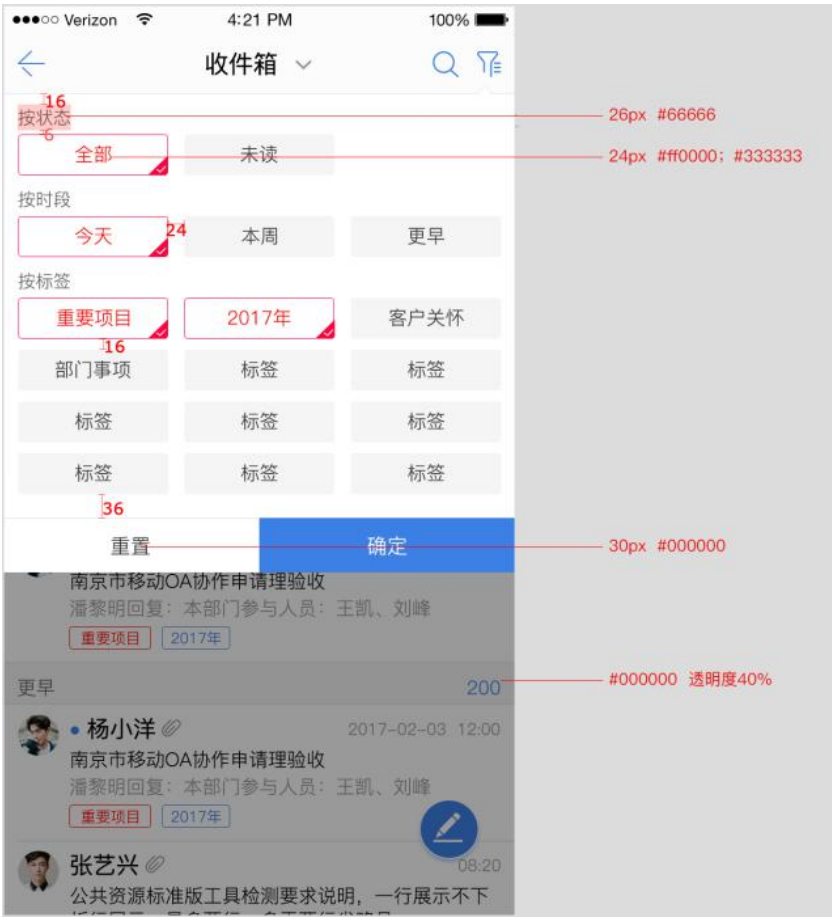 Verizon 4:21 PM 100%
收件箱
16
按状态 26px #66666
6
全部 未读 24px #ff0000；#333333
按时段
今天 24 本周 更早
按标签
重要项目 2017年 客户关怀
16
部门事项 标签 标签
标签 标签 标签
标签 标签 标签
36
重置 确定 30px #000000
南京市移动OA协作申请理验收
潘黎明回复：本部门参与人员：王凯、刘峰
重要项目 2017年
更早 200 #000000 透明度40%
杨小洋 2017-02-03 12:00
南京市移动OA协作申请理验收
潘黎明回复：本部门参与人员：王凯、刘峰
重要项目 2017年
张艺兴 08:20
公共资源标准版工具检测要求说明，一行展示不下